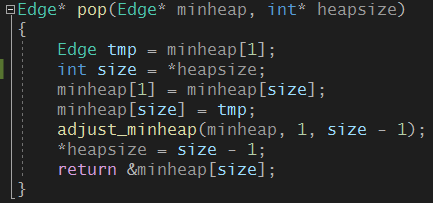 Edge* pop(Edge* minheap, int* heapsize)
{
    Edge tmp = minheap[1];
    int size = *heapsize;
    minheap[1] = minheap[size];
    minheap[size] = tmp;
    adjust_minheap(minheap, 1, size - 1);
    *heapsize = size - 1;
    return &minheap[size];
}